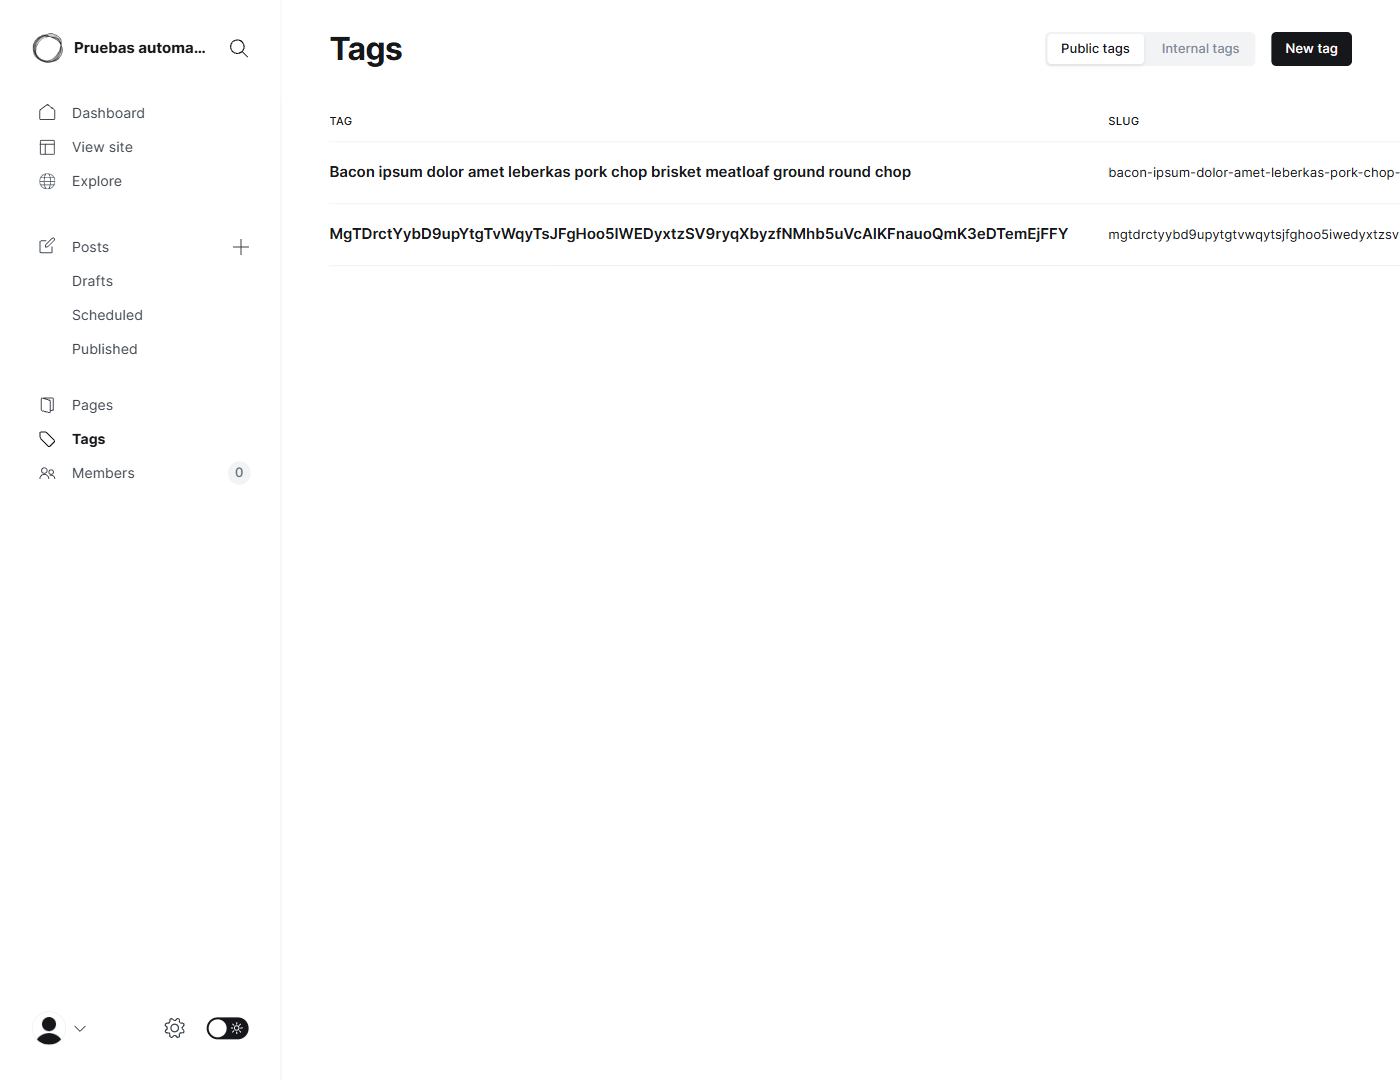 Pruebas automa...
Dashboard
View site
Explore
Posts
Drafts
Scheduled
Published
Pages
Tags
Members
0
Tags
Public tags
Internal tags
New tag
TAG
SLUG
Bacon ipsum dolor amet leberkas pork chop brisket meatloaf ground round chop
bacon-ipsum-dolor-amet-leberkas-pork-chop-
mgtdrctyybd9upytgtvwqytsjfghoo5iwedyxtzsv